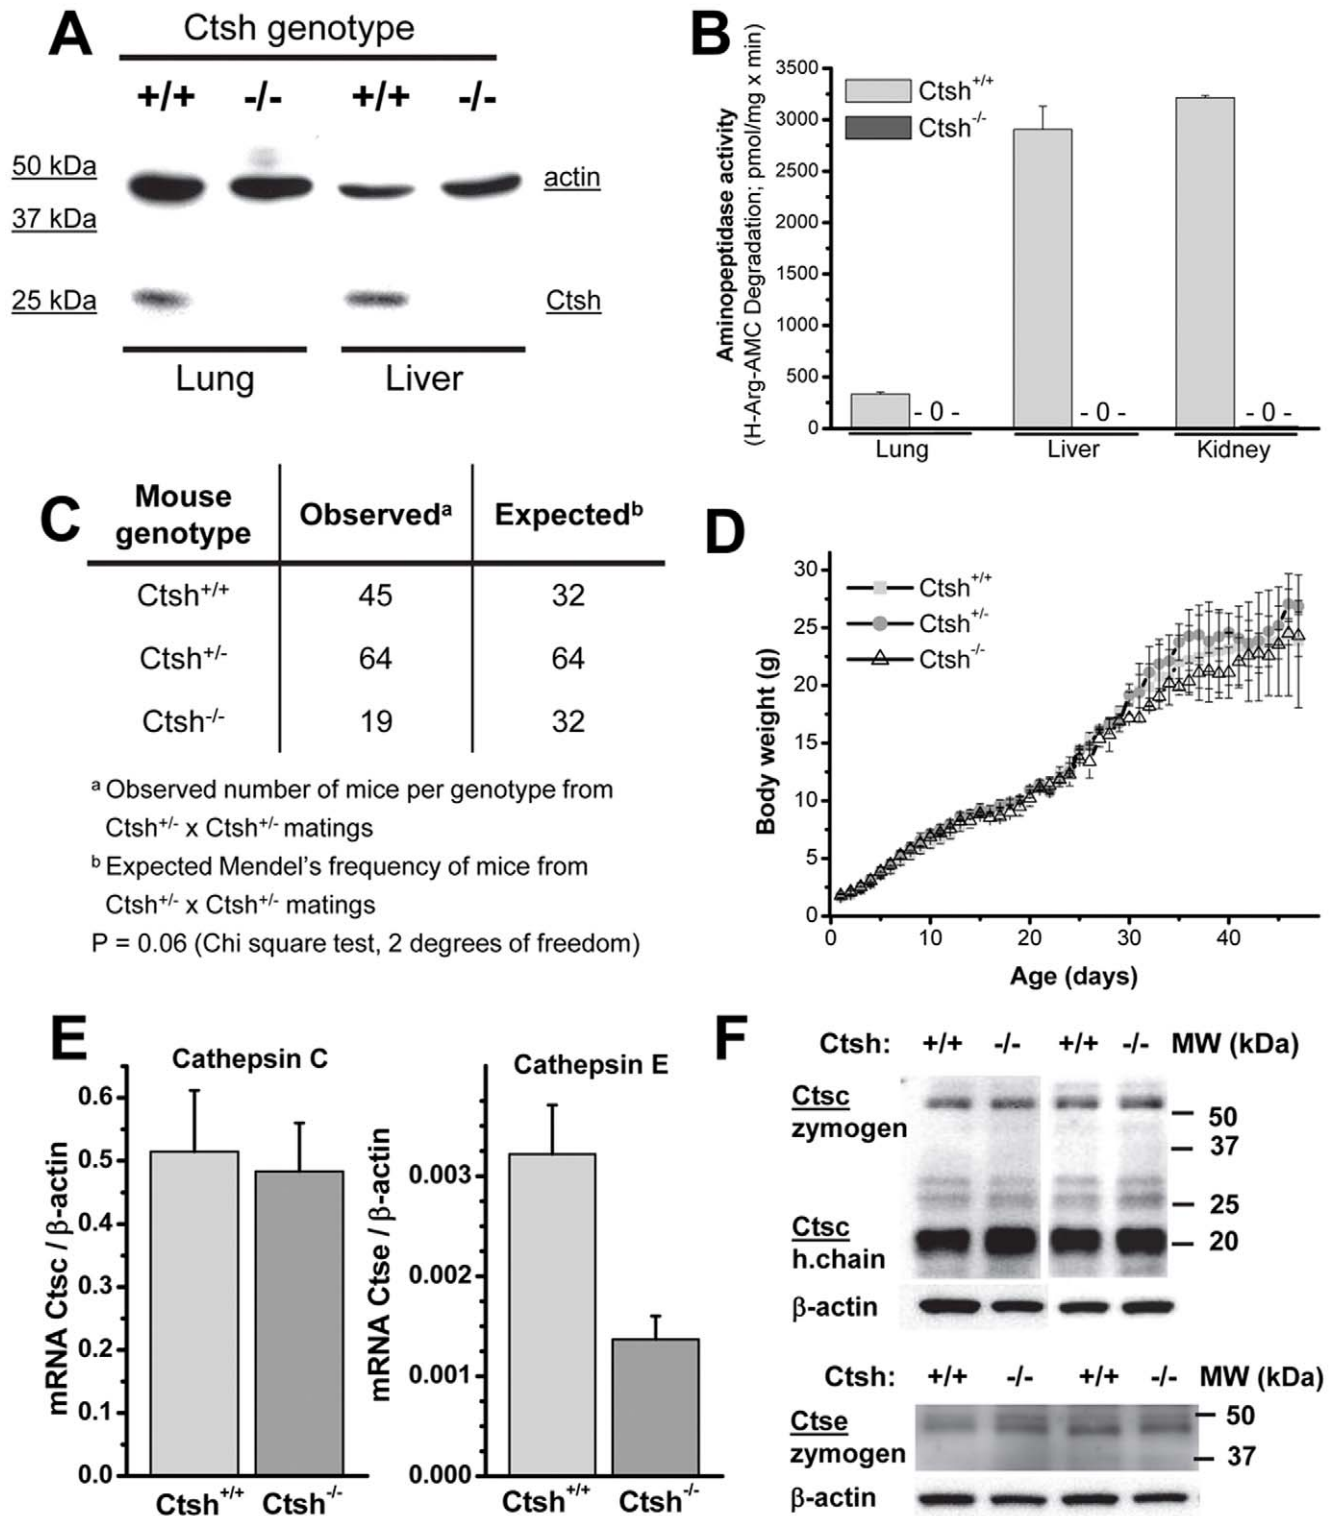 A
Ctsh genotype
+/+ -/- +/+ -/-
50 kDa
actin
37 kDa
25 kDa
Ctsh
Lung Liver
B
Aminopeptidase activity
(H-Arg-AMC Degradation; pmol/mg x min)
3500
3000
2500
2000
1500
1000
500
0
Ctsh+/+
Ctsh-/-
- 0 - - 0 - - 0 -
Lung Liver Kidney
C
Mouse genotype Observedᵃ Expectedᵇ
Ctsh+/+ 45 32
Ctsh+/- 64 64
Ctsh-/- 19 32
ᵃ Observed number of mice per genotype from
Ctsh+/- x Ctsh+/- matings
ᵇ Expected Mendel's frequency of mice from
Ctsh+/- x Ctsh+/- matings
P = 0.06 (Chi square test, 2 degrees of freedom)
D
Body weight (g)
30
25
20
15
10
5
0
Ctsh+/+
Ctsh+/-
Ctsh-/-
0 10 20 30 40
Age (days)
E
Cathepsin C
mRNA Ctsc / β-actin
0.6
0.5
0.4
0.3
0.2
0.1
0.0
Ctsh+/+ Ctsh-/-
Cathepsin E
mRNA Ctse / β-actin
0.003
0.002
0.001
0.000
Ctsh+/+ Ctsh-/-
F
Ctsh: +/+ -/- +/+ -/- MW (kDa)
Ctsc
zymogen
50
37
25
Ctsc
h.chain
20
β-actin
Ctsh: +/+ -/- +/+ -/- MW (kDa)
Ctse
zymogen
50
37
β-actin